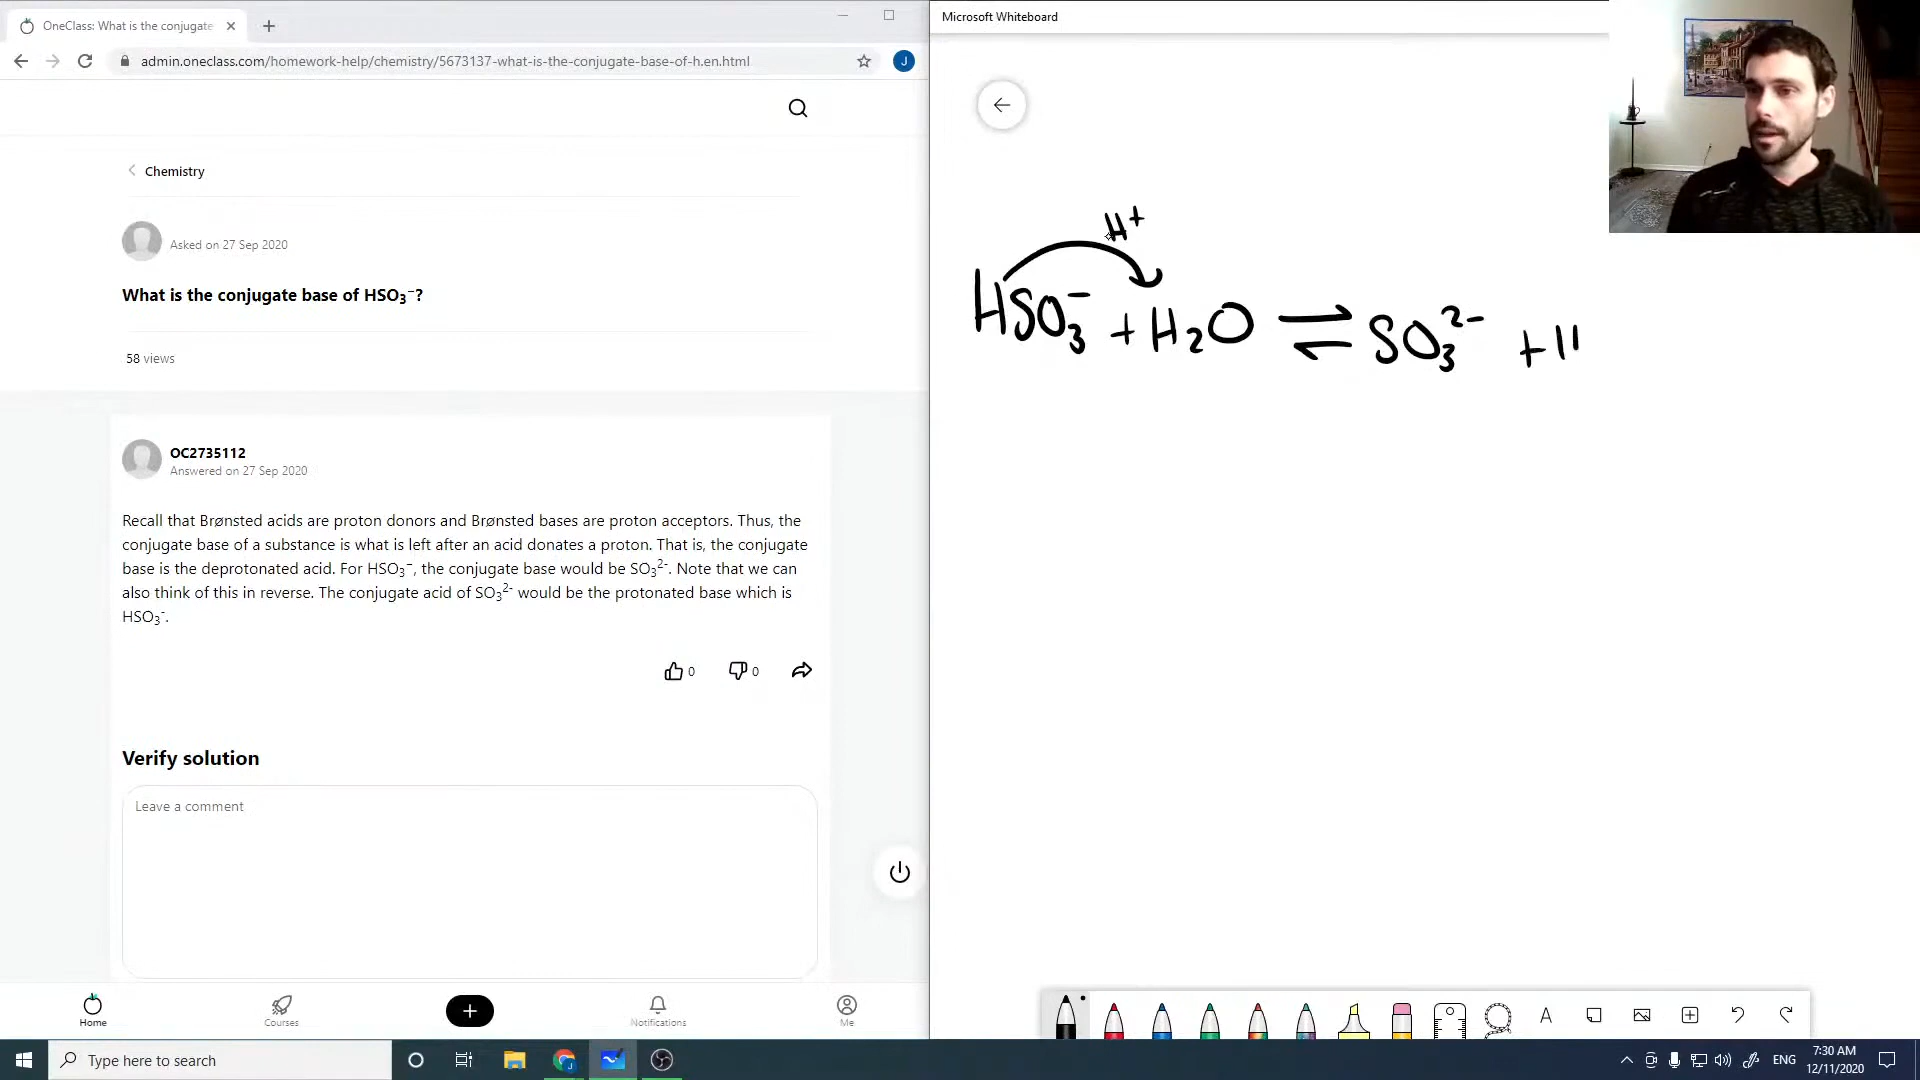 OneClass: What is the conjugate
admin.oneclass.com/homework-help/chemistry/5673137-what-is-the-conjugate-base-of-h.en.html
J
Chemistry
Asked on 27 Sep 2020
What is the conjugate base of HSO₃⁻?
58 views
OC2735112
Answered on 27 Sep 2020
Recall that Brønsted acids are proton donors and Brønsted bases are proton acceptors. Thus, the
conjugate base of a substance is what is left after an acid donates a proton. That is, the conjugate
base is the deprotonated acid. For HSO₃⁻, the conjugate base would be SO₃²⁻. Note that we can
also think of this in reverse. The conjugate acid of SO₃²⁻ would be the protonated base which is
HSO₃⁻.
0 0
Verify solution
Leave a comment
Home Courses Notifications Me
Microsoft Whiteboard
H⁺
HSO₃⁻ + H₂O ⇌ SO₃²⁻ +
A
Type here to search
ENG
7:30 AM
12/11/2020